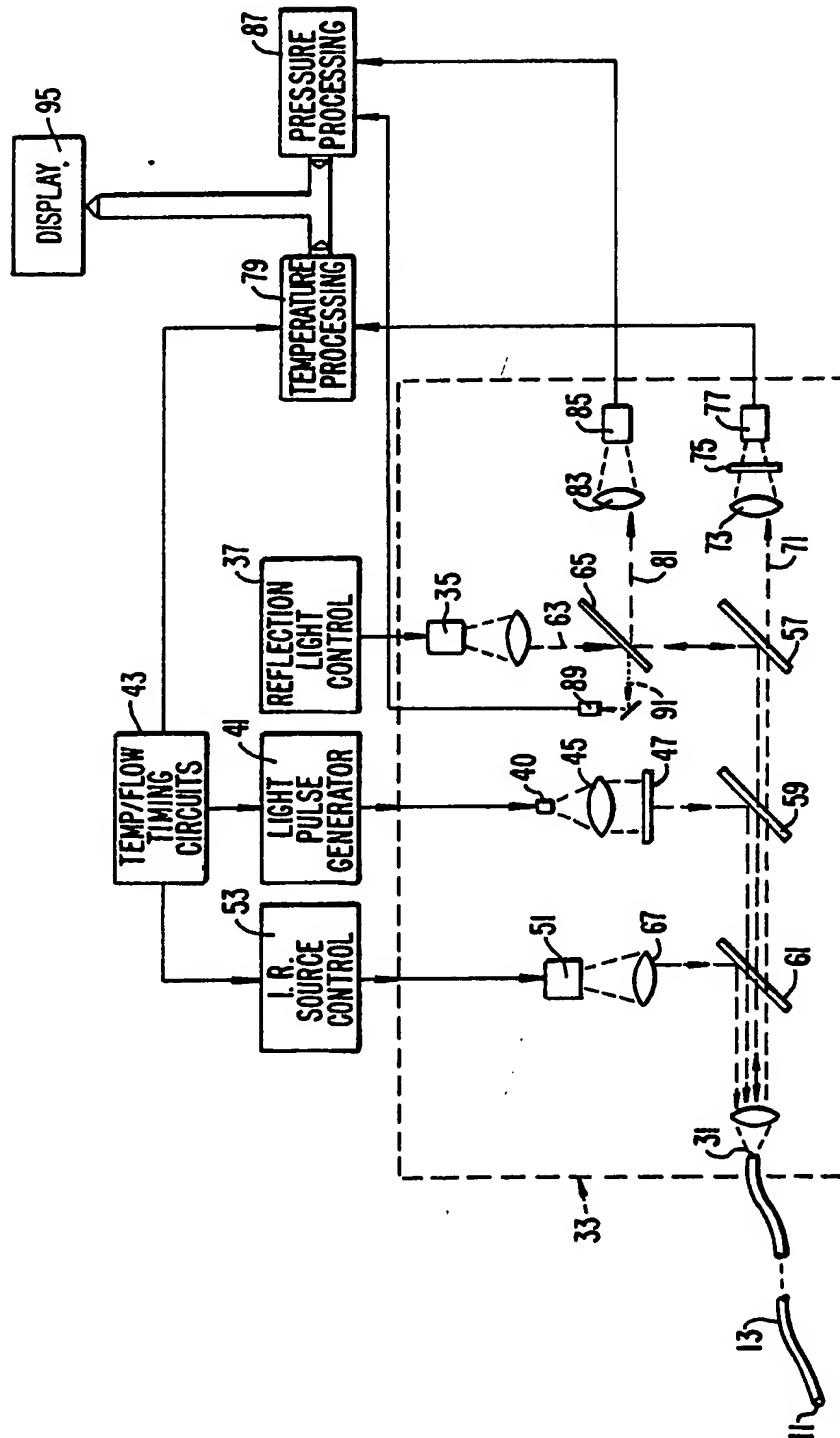 DISPLAY
95
TEMPERATURE
PROCESSING
79
PRESSURE
PROCESSING
87
TEMP/FLOW
TIMING
CIRCUITS
43
I. R.
SOURCE
CONTROL
53
LIGHT
PULSE
GENERATOR
41
REFLECTION
LIGHT
CONTROL
37
51
67
40
45
47
35
63
89
91
65
81
83
85
61
59
57
71
73
75
77
31
33
13
11